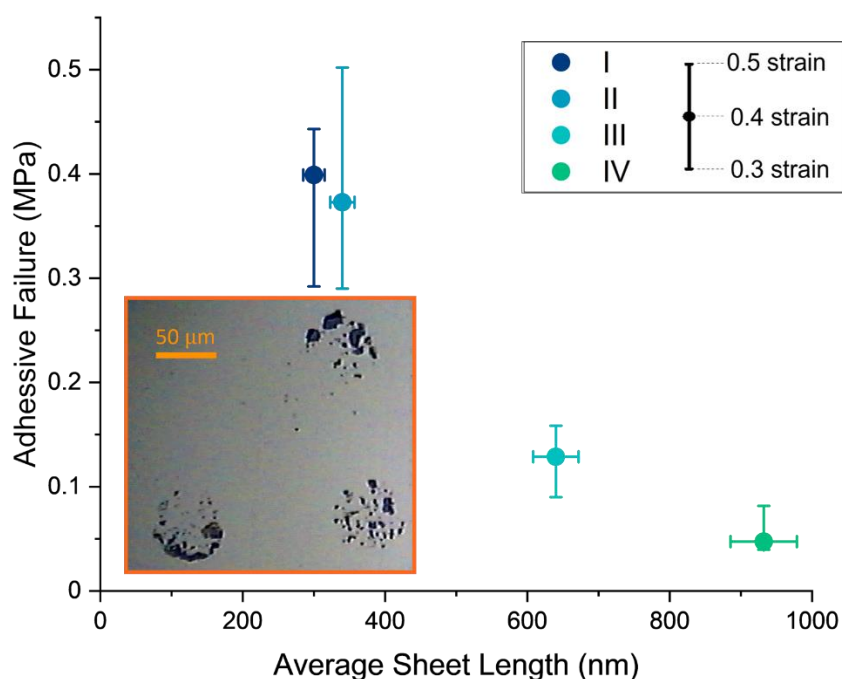 0.5
0.4
0.3
0.2
0.1
0
Adhessive Failure (MPa)
I
II
III
IV
0.5 strain
0.4 strain
0.3 strain
50 µm
0 200 400 600 800 1000
Average Sheet Length (nm)